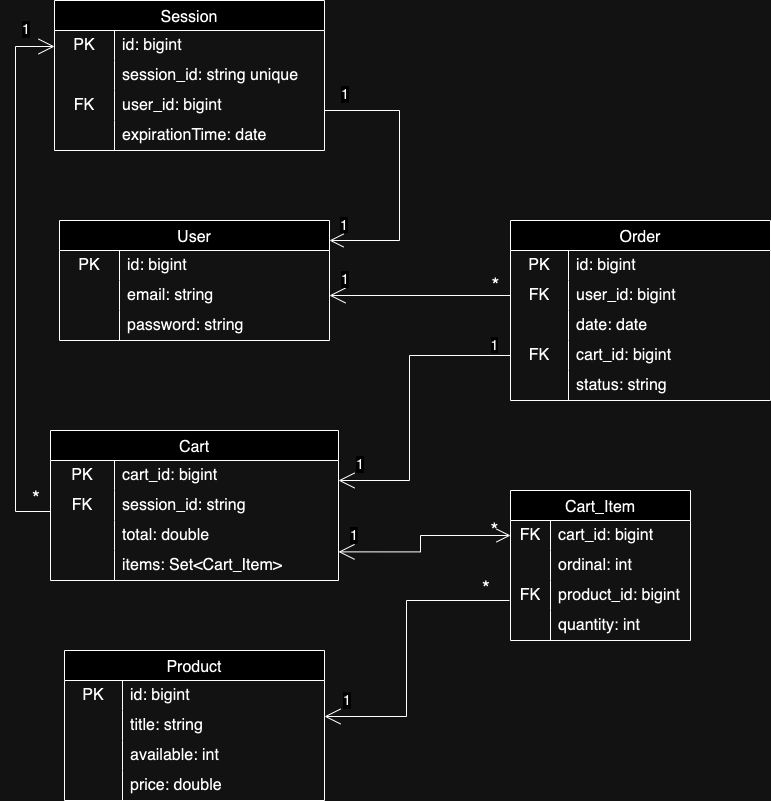 Session
1
PK id: bigint
session_id: string unique
FK user_id: bigint
1
expirationTime: date
User
1
PK id: bigint
email: string
1
*
password: string
Order
PK id: bigint
FK user_id: bigint
date: date
FK cart_id: bigint
1
status: string
Cart
1
PK cart_id: bigint
*
FK session_id: string
total: double
1
items: Set<Cart_Item>
Cart_Item
*
FK cart_id: bigint
ordinal: int
*
FK product_id: bigint
quantity: int
Product
PK id: bigint
1
title: string
available: int
price: double